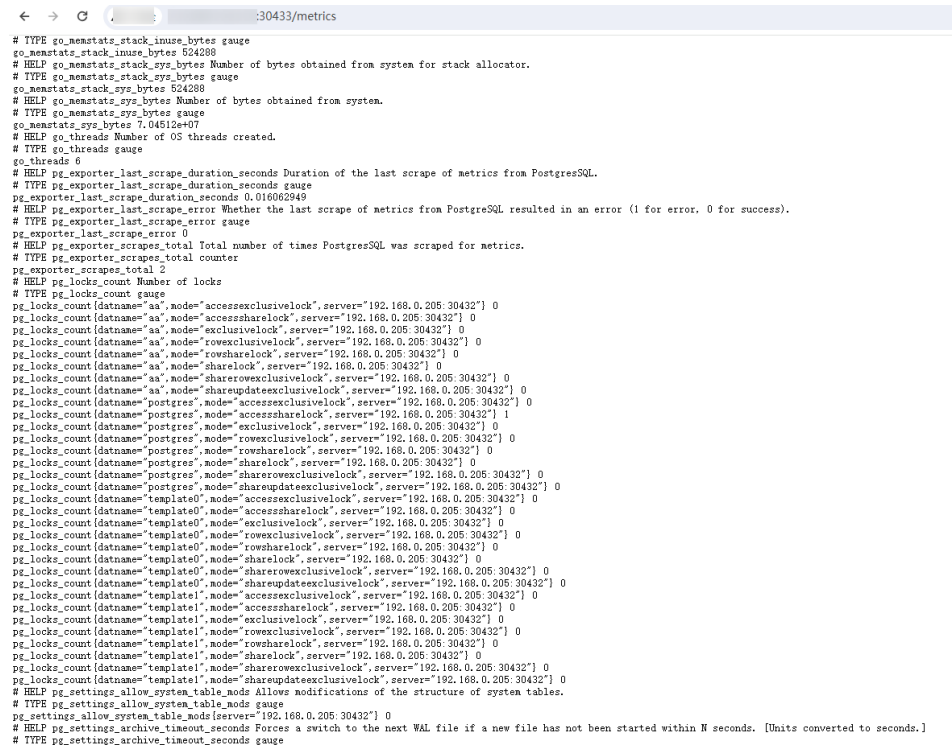 :30433/metrics
# TYPE go_memstats_stack_inuse_bytes gauge
go_memstats_stack_inuse_bytes 524288
# HELP go_memstats_stack_sys_bytes Number of bytes obtained from system for stack allocator.
# TYPE go_memstats_stack_sys_bytes gauge
go_memstats_stack_sys_bytes 524288
# HELP go_memstats_sys_bytes Number of bytes obtained from system.
# TYPE go_memstats_sys_bytes gauge
go_memstats_sys_bytes 7.04512e+07
# HELP go_threads Number of OS threads created.
# TYPE go_threads gauge
go_threads 6
# HELP pg_exporter_last_scrape_duration_seconds Duration of the last scrape of metrics from PostgresSQL.
# TYPE pg_exporter_last_scrape_duration_seconds gauge
pg_exporter_last_scrape_duration_seconds 0.016062949
# HELP pg_exporter_last_scrape_error Whether the last scrape of metrics from PostgreSQL resulted in an error (1 for error, 0 for success).
# TYPE pg_exporter_last_scrape_error gauge
pg_exporter_last_scrape_error 0
# HELP pg_exporter_scrapes_total Total number of times PostgresSQL was scraped for metrics.
# TYPE pg_exporter_scrapes_total counter
pg_exporter_scrapes_total 2
# HELP pg_locks_count Number of locks
# TYPE pg_locks_count gauge
pg_locks_count{datname="aa",mode="accessexclusivelock",server="192.168.0.205:30432"} 0
pg_locks_count{datname="aa",mode="accesssharelock",server="192.168.0.205:30432"} 0
pg_locks_count{datname="aa",mode="exclusivelock",server="192.168.0.205:30432"} 0
pg_locks_count{datname="aa",mode="rowexclusivelock",server="192.168.0.205:30432"} 0
pg_locks_count{datname="aa",mode="rowsharelock",server="192.168.0.205:30432"} 0
pg_locks_count{datname="aa",mode="sharelock",server="192.168.0.205:30432"} 0
pg_locks_count{datname="aa",mode="sharerowexclusivelock",server="192.168.0.205:30432"} 0
pg_locks_count{datname="aa",mode="shareupdateexclusivelock",server="192.168.0.205:30432"} 0
pg_locks_count{datname="postgres",mode="accessexclusivelock",server="192.168.0.205:30432"} 0
pg_locks_count{datname="postgres",mode="accesssharelock",server="192.168.0.205:30432"} 1
pg_locks_count{datname="postgres",mode="exclusivelock",server="192.168.0.205:30432"} 0
pg_locks_count{datname="postgres",mode="rowexclusivelock",server="192.168.0.205:30432"} 0
pg_locks_count{datname="postgres",mode="rowsharelock",server="192.168.0.205:30432"} 0
pg_locks_count{datname="postgres",mode="sharelock",server="192.168.0.205:30432"} 0
pg_locks_count{datname="postgres",mode="sharerowexclusivelock",server="192.168.0.205:30432"} 0
pg_locks_count{datname="postgres",mode="shareupdateexclusivelock",server="192.168.0.205:30432"} 0
pg_locks_count{datname="template0",mode="accessexclusivelock",server="192.168.0.205:30432"} 0
pg_locks_count{datname="template0",mode="accesssharelock",server="192.168.0.205:30432"} 0
pg_locks_count{datname="template0",mode="exclusivelock",server="192.168.0.205:30432"} 0
pg_locks_count{datname="template0",mode="rowexclusivelock",server="192.168.0.205:30432"} 0
pg_locks_count{datname="template0",mode="rowsharelock",server="192.168.0.205:30432"} 0
pg_locks_count{datname="template0",mode="sharelock",server="192.168.0.205:30432"} 0
pg_locks_count{datname="template0",mode="sharerowexclusivelock",server="192.168.0.205:30432"} 0
pg_locks_count{datname="template0",mode="shareupdateexclusivelock",server="192.168.0.205:30432"} 0
pg_locks_count{datname="template1",mode="accessexclusivelock",server="192.168.0.205:30432"} 0
pg_locks_count{datname="template1",mode="accesssharelock",server="192.168.0.205:30432"} 0
pg_locks_count{datname="template1",mode="exclusivelock",server="192.168.0.205:30432"} 0
pg_locks_count{datname="template1",mode="rowexclusivelock",server="192.168.0.205:30432"} 0
pg_locks_count{datname="template1",mode="rowsharelock",server="192.168.0.205:30432"} 0
pg_locks_count{datname="template1",mode="sharelock",server="192.168.0.205:30432"} 0
pg_locks_count{datname="template1",mode="sharerowexclusivelock",server="192.168.0.205:30432"} 0
pg_locks_count{datname="template1",mode="shareupdateexclusivelock",server="192.168.0.205:30432"} 0
# HELP pg_settings_allow_system_table_mods Allows modifications of the structure of system tables.
# TYPE pg_settings_allow_system_table_mods gauge
pg_settings_allow_system_table_mods{server="192.168.0.205:30432"} 0
# HELP pg_settings_archive_timeout_seconds Forces a switch to the next WAL file if a new file has not been started within N seconds. [Units converted to seconds.]
# TYPE pg_settings_archive_timeout_seconds gauge